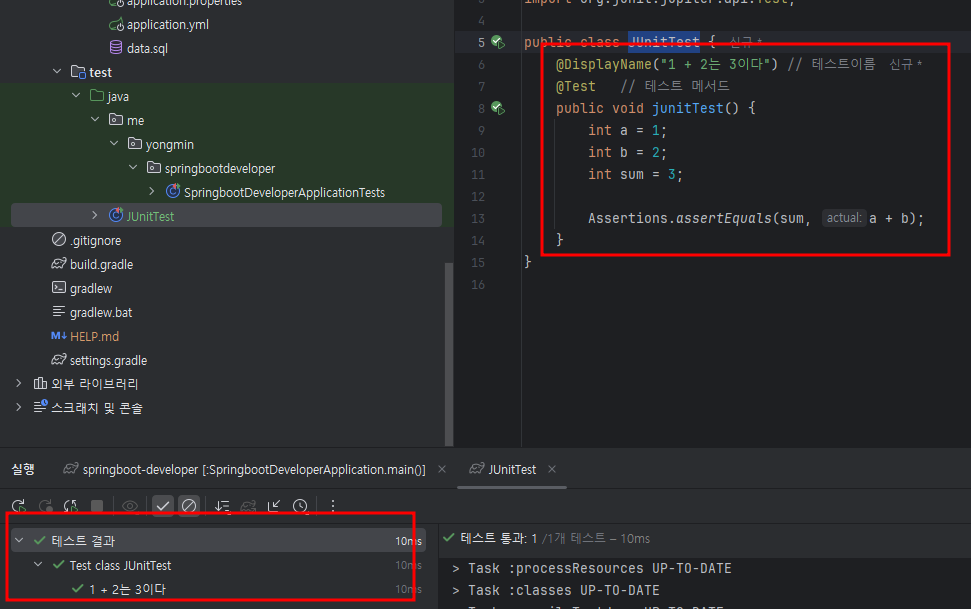 application.properties
application.yml
data.sql
test
java
me
yongmin
springbootdeveloper
SpringbootDeveloperApplicationTests
JUnitTest
.gitignore
build.gradle
gradlew
gradlew.bat
M↓ HELP.md
settings.gradle
외부 라이브러리
스크래치 및 콘솔
3 import org.junit.jupiter.api.Test;
4
5 public class JUnitTest { 신규 *
6 @DisplayName("1 + 2는 3이다") // 테스트이름 신규 *
7 @Test // 테스트 메서드
8 public void junitTest() {
9 int a = 1;
10 int b = 2;
11 int sum = 3;
12
13 Assertions.assertEquals(sum, actual: a + b);
14 }
15 }
16
실행 springboot-developer [:SpringbootDeveloperApplication.main()] × JUnitTest ×
테스트 결과 10ms
Test class JUnitTest 10ms
1 + 2는 3이다 10ms
테스트 통과: 1 /1개 테스트 – 10ms
> Task :processResources UP-TO-DATE
> Task :classes UP-TO-DATE